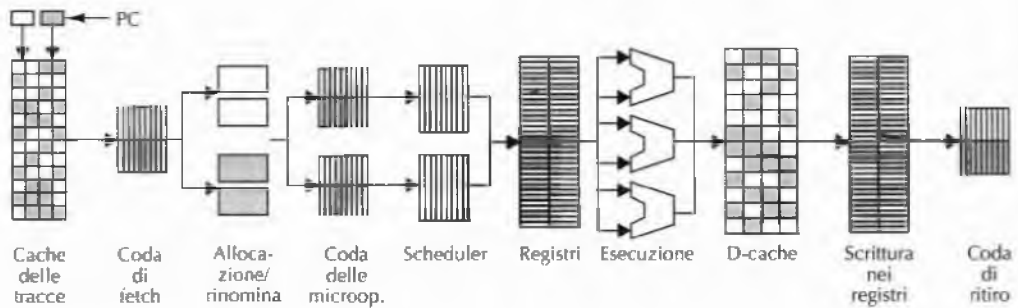 PC
Cache
delle
tracce
Coda
di
fetch
Alloca-
zione/
rinomina
Coda
delle
microop.
Scheduler
Registri
Esecuzione
D-cache
Scrittura
nei
registri
Coda
di
ritiro